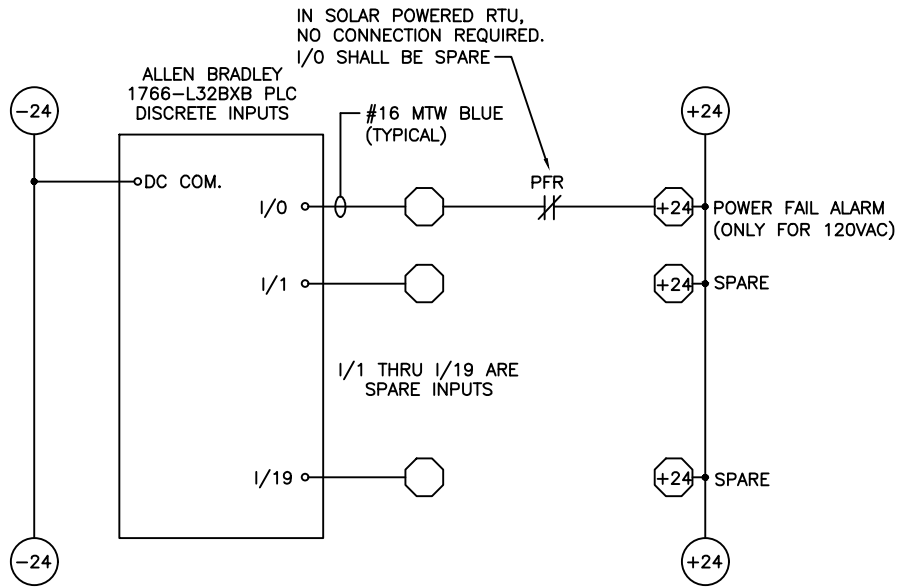 IN SOLAR POWERED RTU,
NO CONNECTION REQUIRED.
I/O SHALL BE SPARE
ALLEN BRADLEY
1766-L32BXB PLC
DISCRETE INPUTS
-24
+24
#16 MTW BLUE
(TYPICAL)
DC COM.
PFR
I/0
+24
POWER FAIL ALARM
(ONLY FOR 120VAC)
I/1
+24
SPARE
I/1 THRU I/19 ARE
SPARE INPUTS
I/19
+24
SPARE
-24
+24